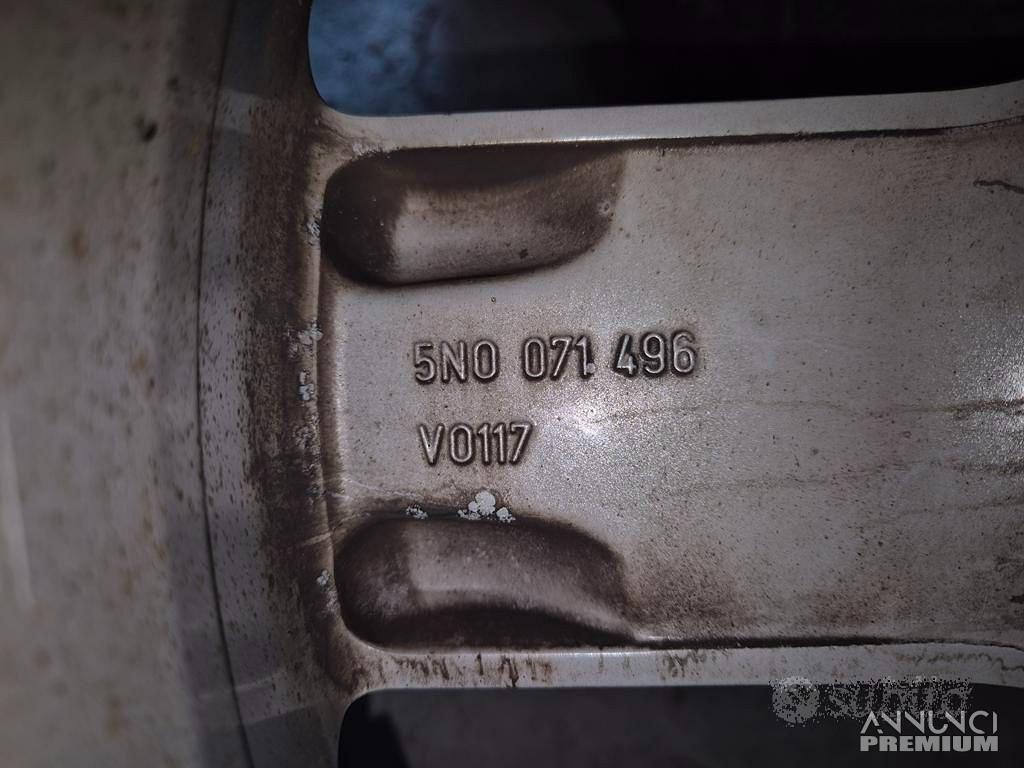 5N0 071.496
V0117
subito
ANNUNCI
PREMIUM